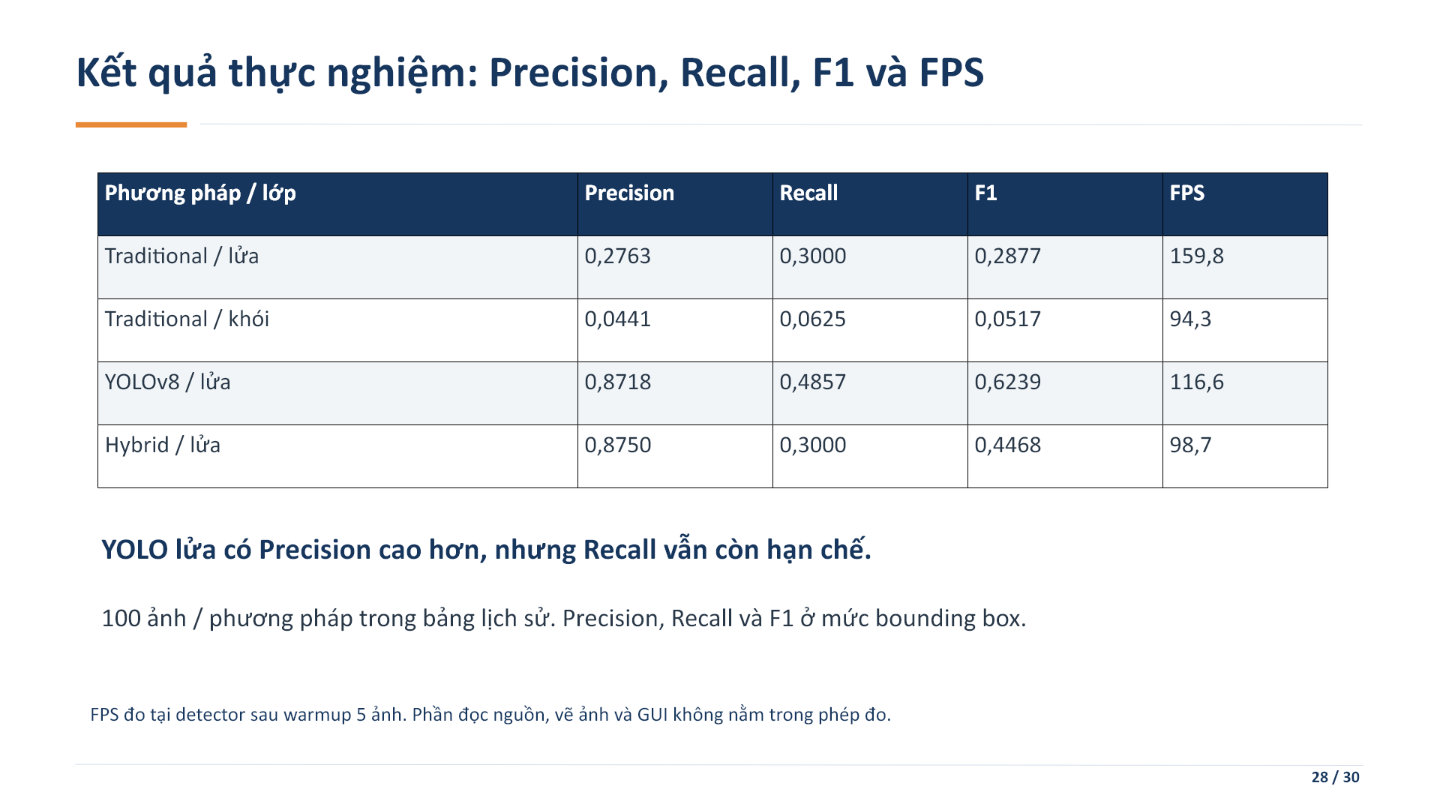 Kết quả thực nghiệm: Precision, Recall, F1 và FPS
Phương pháp / lớp Precision Recall F1 FPS
Traditional / lửa 0,2763 0,3000 0,2877 159,8
Traditional / khói 0,0441 0,0625 0,0517 94,3
YOLOv8 / lửa 0,8718 0,4857 0,6239 116,6
Hybrid / lửa 0,8750 0,3000 0,4468 98,7
YOLO lửa có Precision cao hơn, nhưng Recall vẫn còn hạn chế.
100 ảnh / phương pháp trong bảng lịch sử. Precision, Recall và F1 ở mức bounding box.
FPS đo tại detector sau warmup 5 ảnh. Phần đọc nguồn, vẽ ảnh và GUI không nằm trong phép đo.
28 / 30